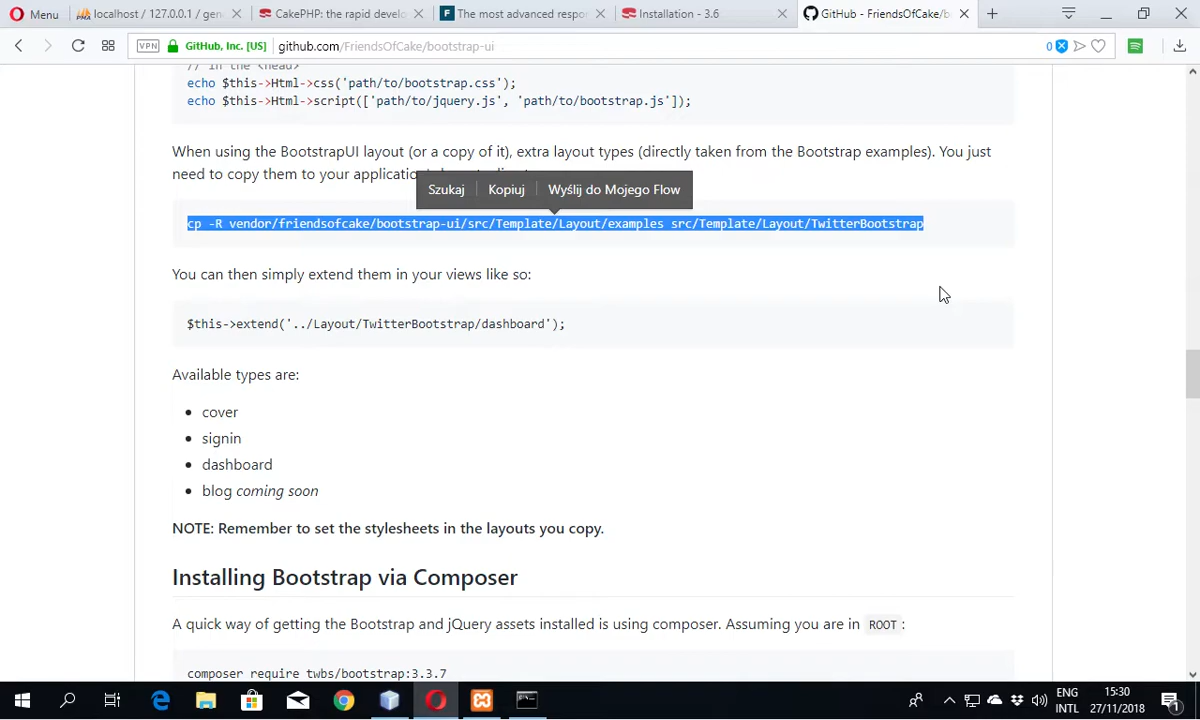 Menu
localhost / 127.0.0.1 / gen
CakePHP: the rapid develo
The most advanced respo
Installation - 3.6
GitHub - FriendsOfCake/b
VPN
GitHub, Inc. [US]
github.com/FriendsOfCake/bootstrap-ui
0
// in the <head>
echo $this->Html->css('path/to/bootstrap.css');
echo $this->Html->script(['path/to/jquery.js', 'path/to/bootstrap.js']);
When using the BootstrapUI layout (or a copy of it), extra layout types (directly taken from the Bootstrap examples). You just
need to copy them to your application
Szukaj
Kopiuj
Wyślij do Mojego Flow
cp -R vendor/friendsofcake/bootstrap-ui/src/Template/Layout/examples src/Template/Layout/TwitterBootstrap
You can then simply extend them in your views like so:
$this->extend('../Layout/TwitterBootstrap/dashboard');
Available types are:
cover
signin
dashboard
blog coming soon
NOTE: Remember to set the stylesheets in the layouts you copy.
Installing Bootstrap via Composer
A quick way of getting the Bootstrap and jQuery assets installed is using composer. Assuming you are in ROOT :
composer require twbs/bootstrap:3.3.7
ENG
INTL
15:30
27/11/2018
1